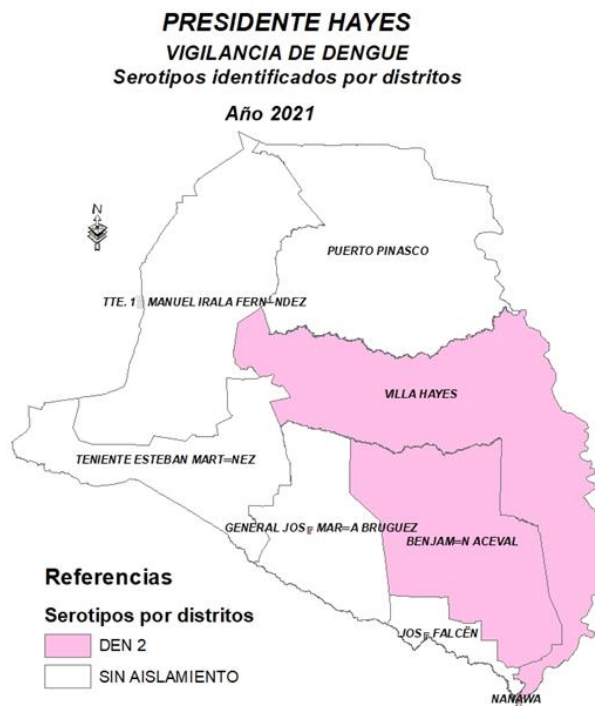 PRESIDENTE HAYES
VIGILANCIA DE DENGUE
Serotipos identificados por distritos
Año 2021
N
PUERTO PINASCO
TTE. 1 MANUEL IRALA FERN┴NDEZ
VILLA HAYES
TENIENTE ESTEBAN MART=NEZ
GENERAL JOS╔ MAR=A BRUGUEZ
BENJAM=N ACEVAL
JOS╔ FALCËN
NANAWA
Referencias
Serotipos por distritos
DEN 2
SIN AISLAMIENTO